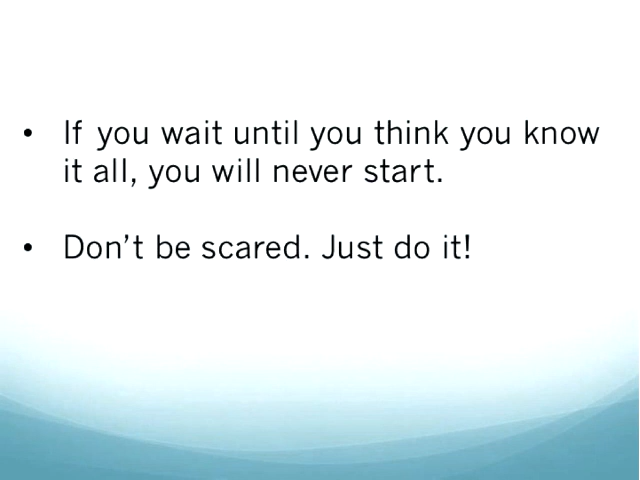 • If you wait until you think you know
it all, you will never start.
• Don’t be scared. Just do it!